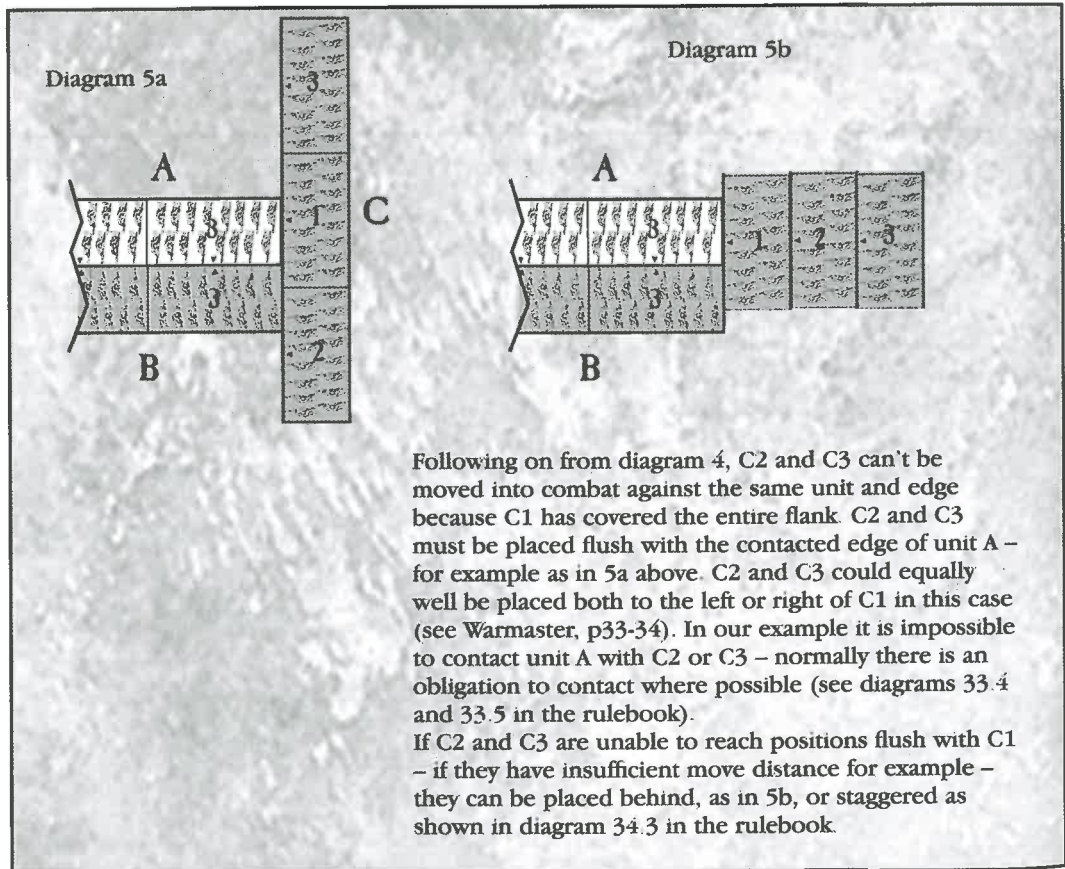 Diagram 5a
Diagram 5b
3
A
8
1
C
3
2
B
A
8
1
2
3
3
B
Following on from diagram 4, C2 and C3 can't be
moved into combat against the same unit and edge
because C1 has covered the entire flank. C2 and C3
must be placed flush with the contacted edge of unit A –
for example as in 5a above. C2 and C3 could equally
well be placed both to the left or right of C1 in this case
(see Warmaster, p33-34). In our example it is impossible
to contact unit A with C2 or C3 – normally there is an
obligation to contact where possible (see diagrams 33.4
and 33.5 in the rulebook).
If C2 and C3 are unable to reach positions flush with C1
– if they have insufficient move distance for example –
they can be placed behind, as in 5b, or staggered as
shown in diagram 34.3 in the rulebook.